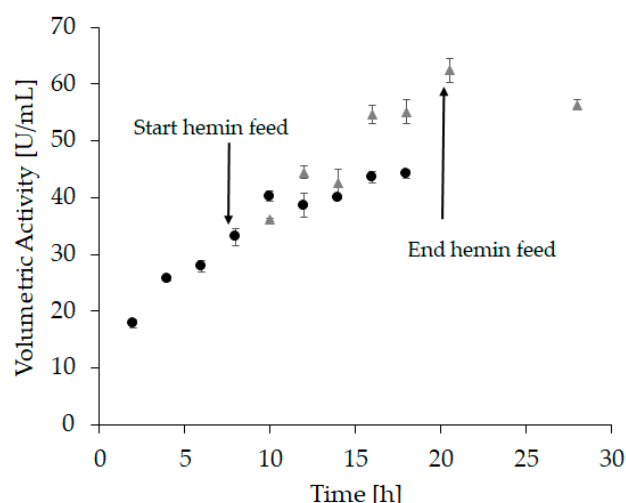 70
60
50
40
30
20
10
0
Volumetric Activity [U/mL]
Start hemin feed
End hemin feed
0 5 10 15 20 25 30
Time [h]